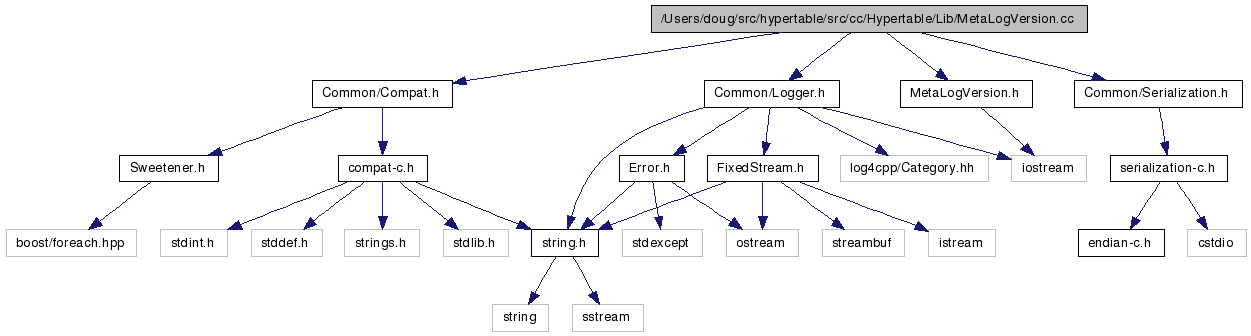 /Users/doug/src/hypertable/src/cc/Hypertable/Lib/MetaLogVersion.cc
Common/Compat.h
Common/Logger.h
MetaLogVersion.h
Common/Serialization.h
Sweetener.h
compat-c.h
Error.h
FixedStream.h
log4cpp/Category.hh
iostream
serialization-c.h
boost/foreach.hpp
stdint.h
stddef.h
strings.h
stdlib.h
string.h
stdexcept
ostream
streambuf
istream
endian-c.h
cstdio
string
sstream